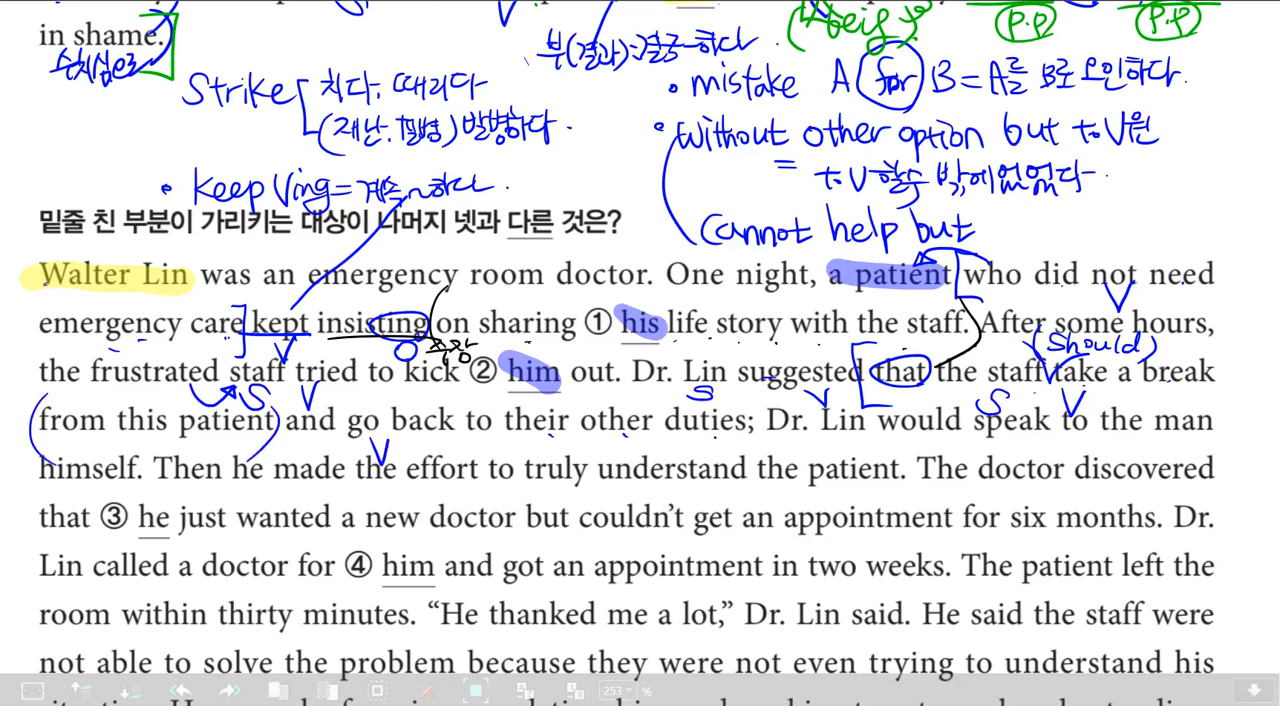 in shame.
수치심으로
부(결과):결국~하다
p.p
p.p
Strike 치다, 때리다
(재난.질병)발병하다.
• mistake A for B = A를 B로 오인하다.
• without other option but to V원
= to V 할수 밖에 없었다.
• keep Ving = 계속 ~하다.
cannot help but
밑줄 친 부분이 가리키는 대상이 나머지 넷과 다른 것은?
Walter Lin was an emergency room doctor. One night, a patient who did not need
V
emergency care kept insisting on sharing ① his life story with the staff. After some hours,
V
O
주장
(should)
the frustrated staff tried to kick ② him out. Dr. Lin suggested that the staff take a break
S V S V S V
from this patient and go back to their other duties; Dr. Lin would speak to the man
V
himself. Then he made the effort to truly understand the patient. The doctor discovered
that ③ he just wanted a new doctor but couldn't get an appointment for six months. Dr.
Lin called a doctor for ④ him and got an appointment in two weeks. The patient left the
room within thirty minutes. “He thanked me a lot,” Dr. Lin said. He said the staff were
not able to solve the problem because they were not even trying to understand his
253 %